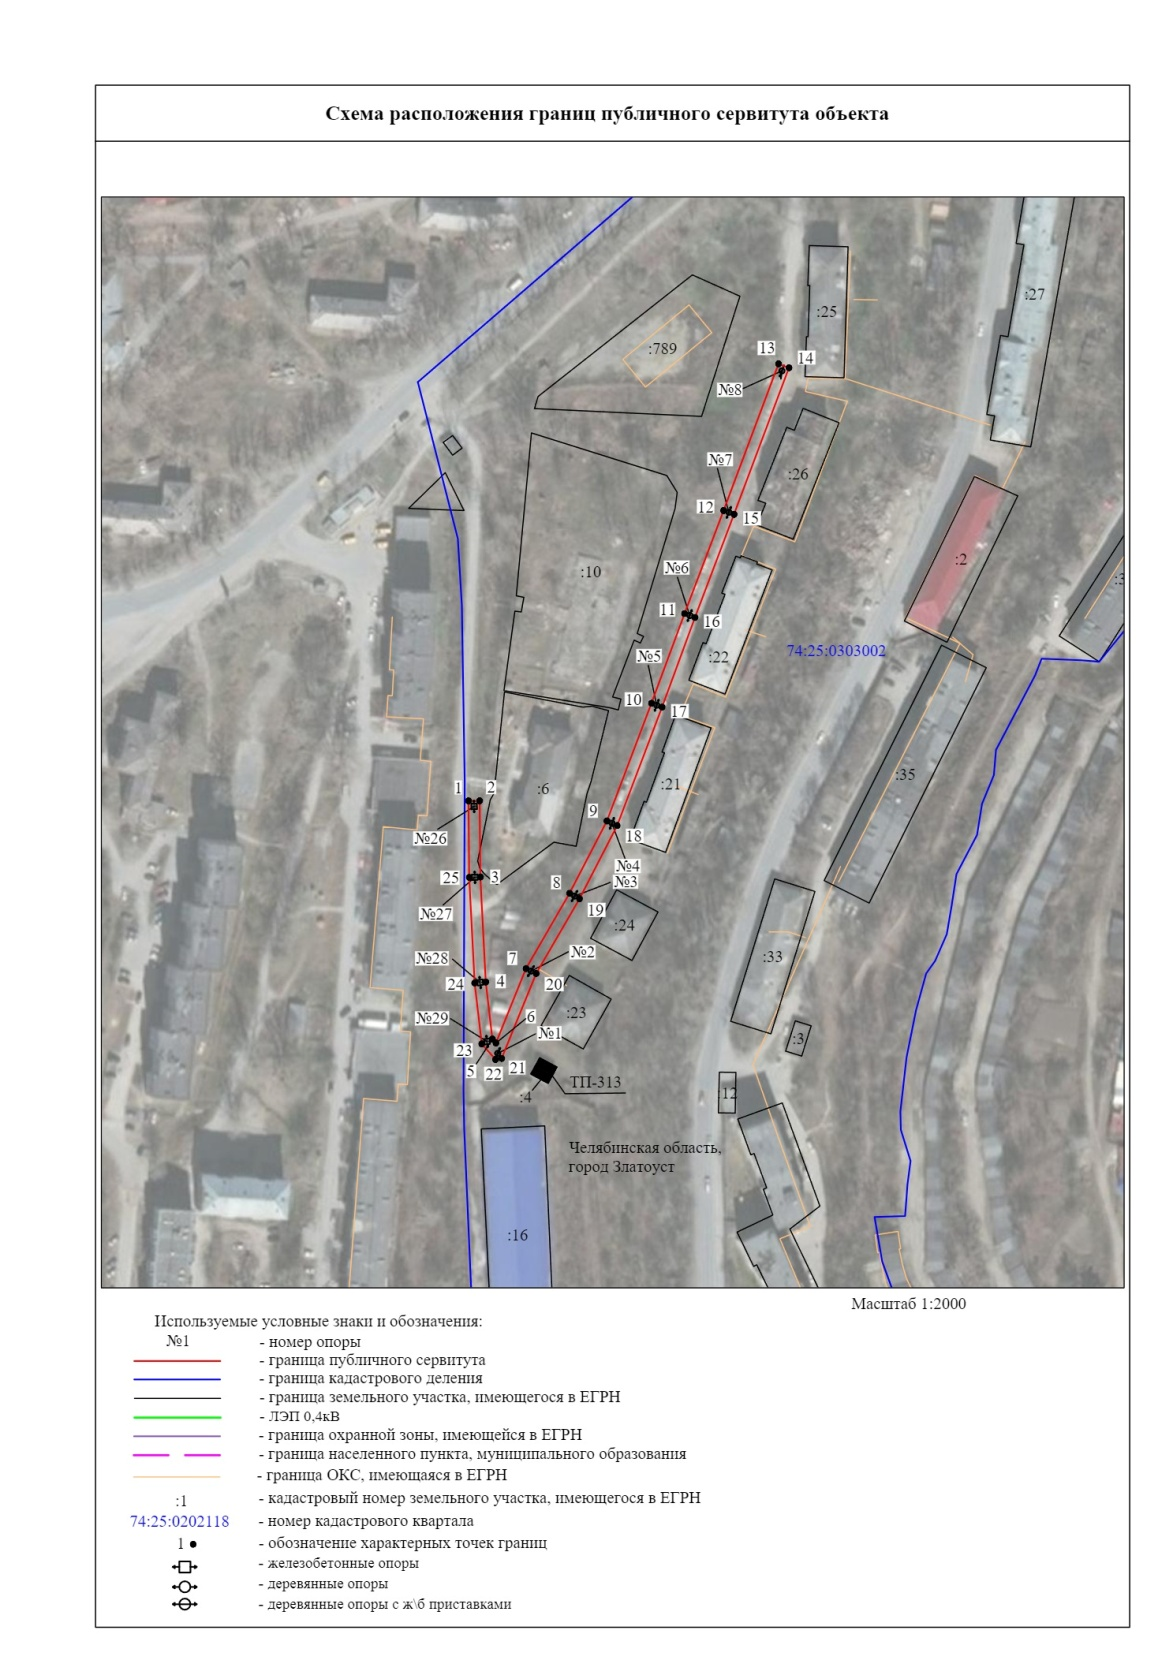 Схема расположения границ публичного сервитута объекта
:27
:25
:789
13
14
№8
№7
:26
12
15
:10
:2
№6
11
16
74:25:0303002
№5
:22
10
17
1
2
:6
:21
:35
9
18
№26
№4
25
3
8
№3
№27
19
:24
№28
7
№2
:33
24
4
20
№29
6
:23
№1
23
:3
5
22
21
ТП-313
:4
:12
Челябинская область,
город Златоуст
:16
Масштаб 1:2000
Используемые условные знаки и обозначения:
№1 - номер опоры
- граница публичного сервитута
- граница кадастрового деления
- граница земельного участка, имеющегося в ЕГРН
- ЛЭП 0,4кВ
- граница охранной зоны, имеющейся в ЕГРН
- граница населенного пункта, муниципального образования
- граница ОКС, имеющаяся в ЕГРН
:1 - кадастровый номер земельного участка, имеющегося в ЕГРН
74:25:0202118 - номер кадастрового квартала
1 - обозначение характерных точек границ
- железобетонные опоры
- деревянные опоры
- деревянные опоры с ж\б приставками